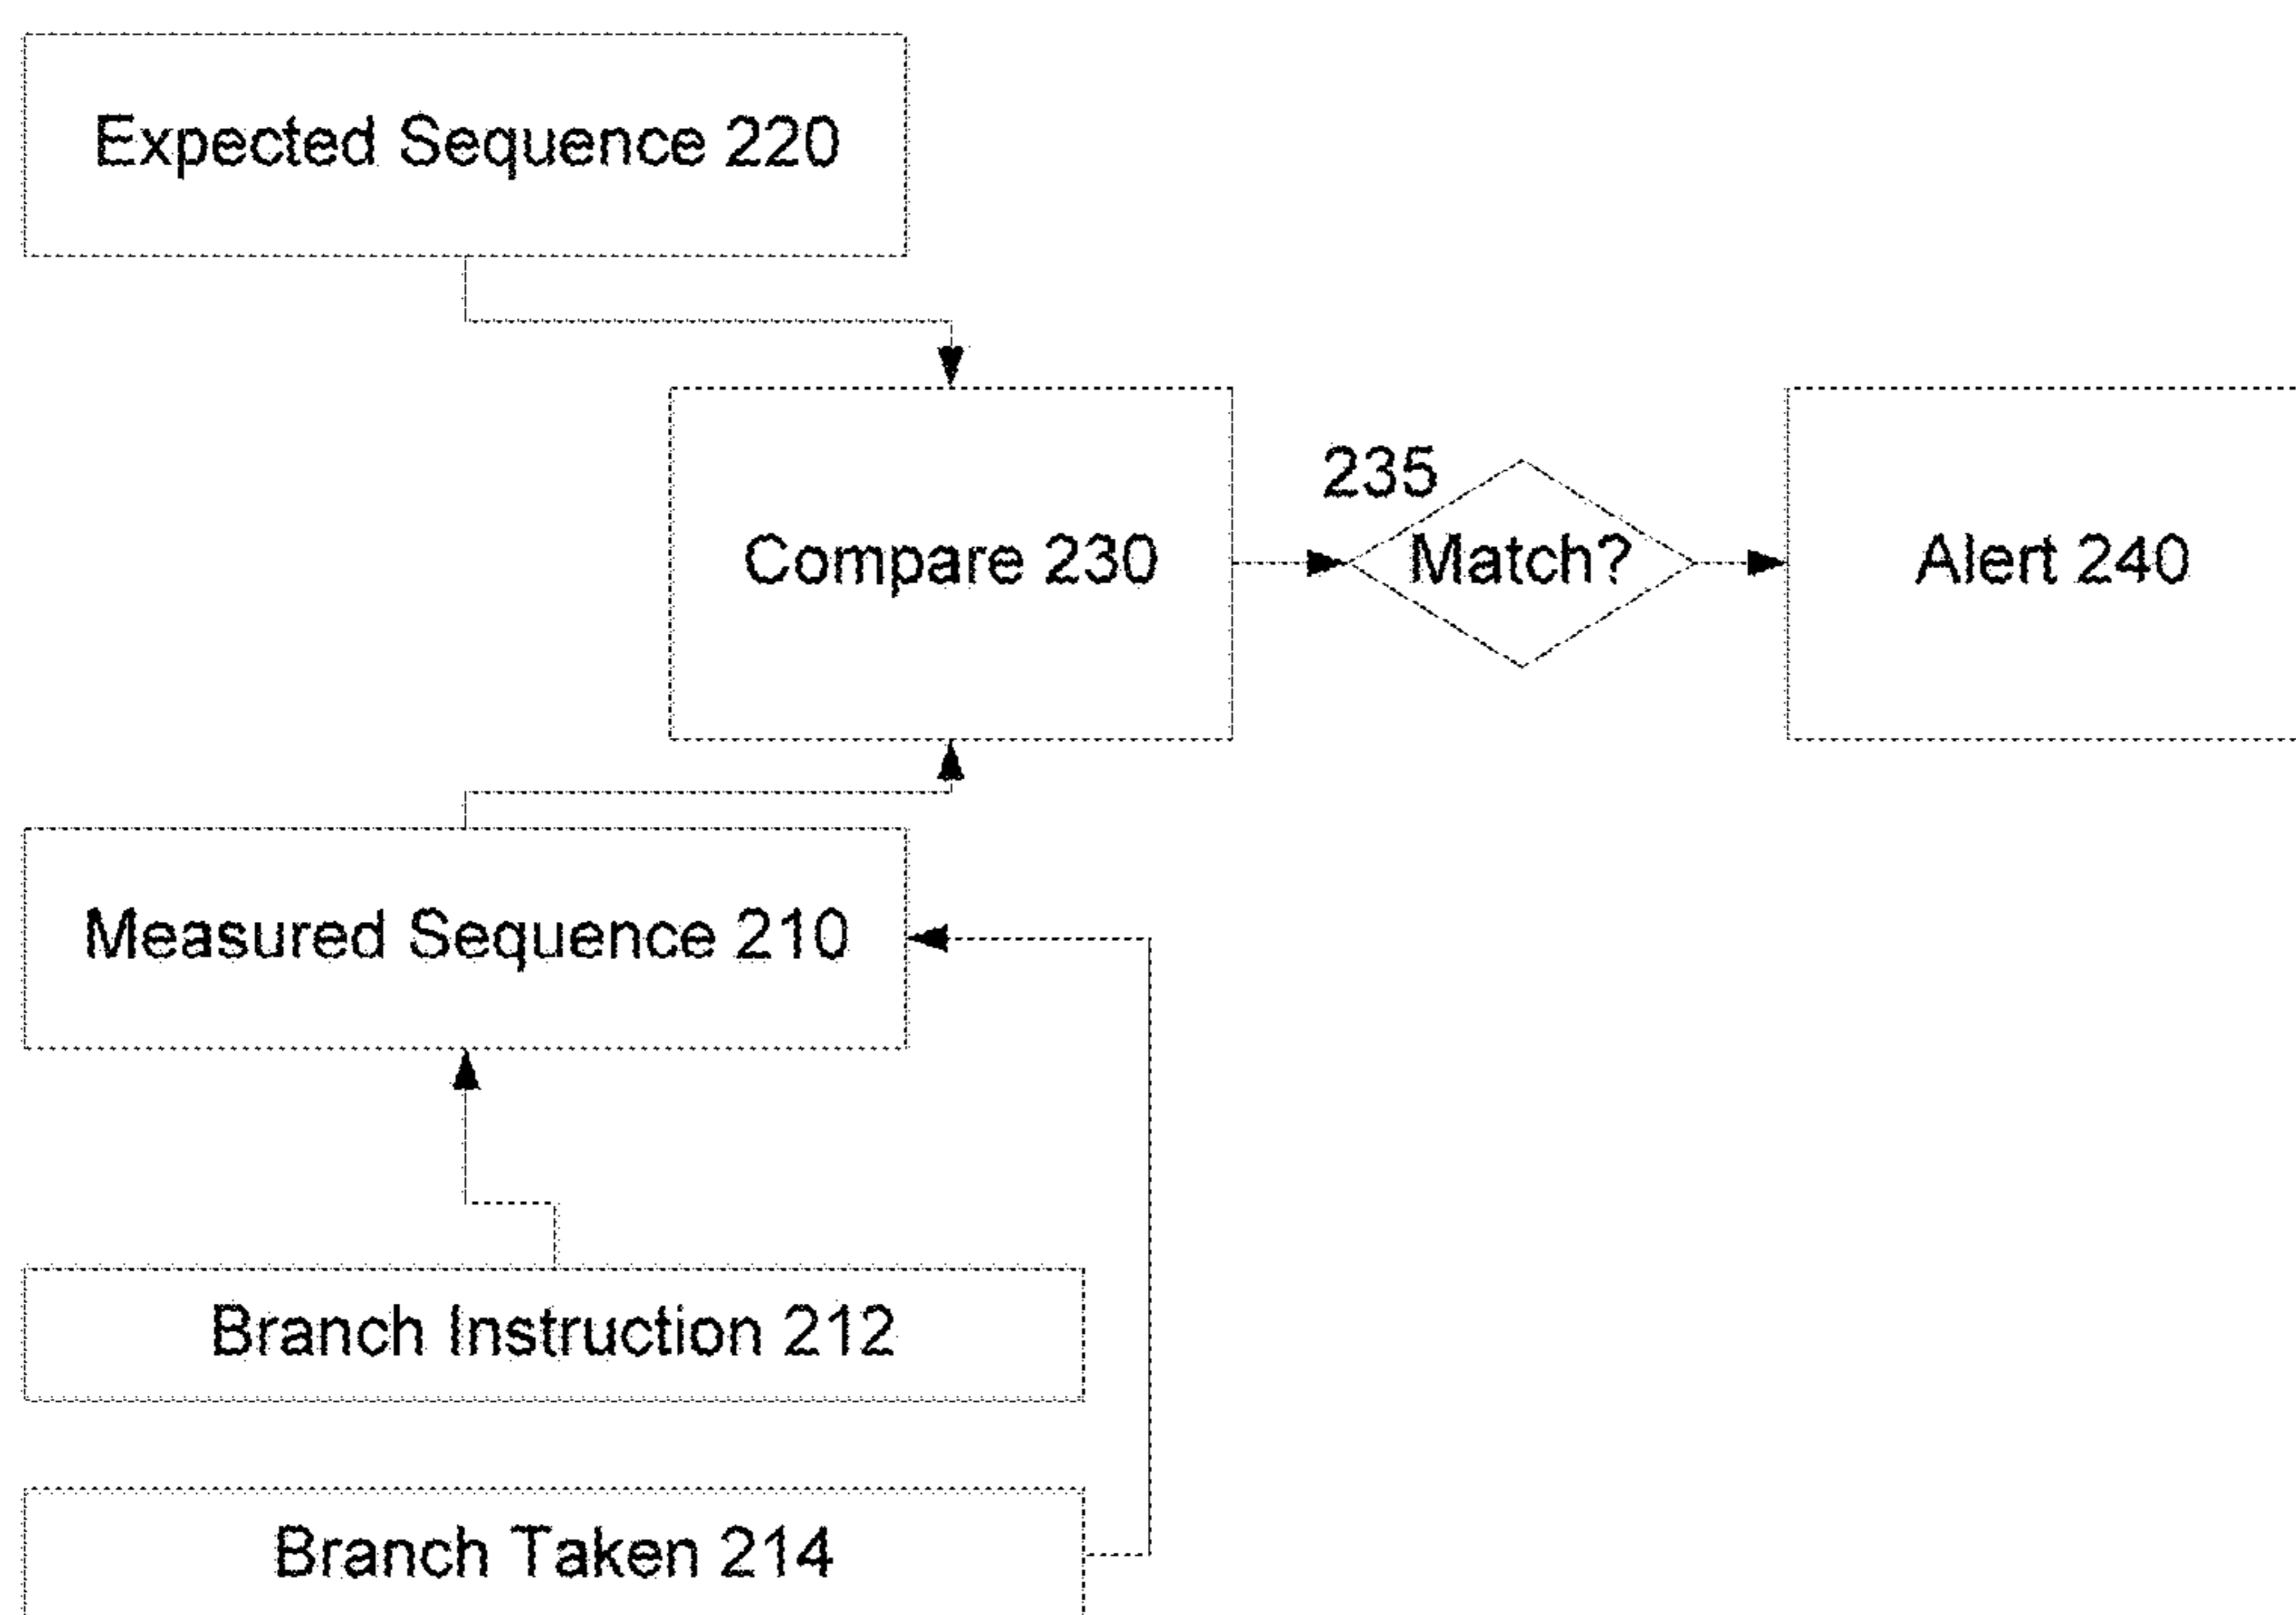 Expected Sequence 220
235
Compare 230
Match?
Alert 240
Measured Sequence 210
Branch Instruction 212
Branch Taken 214